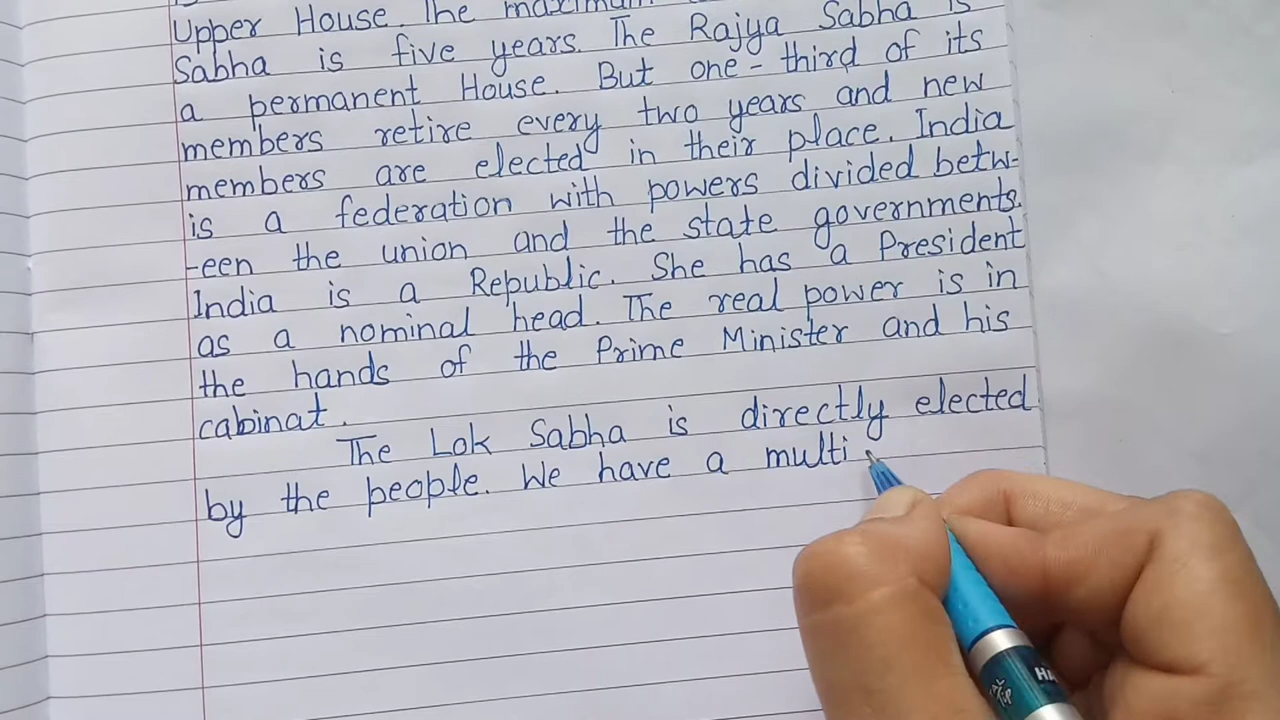 Upper House. The maximum
Sabha is five years. The Rajya Sabha is
a permanent House. But one-third of its
members retire every two years and new
members are elected in their place. India
is a federation with powers divided betw-
-een the union and the state governments.
India is a Republic. She has a President
as a nominal head. The real power is in
the hands of the Prime Minister and his
cabinat.
The Lok Sabha is directly elected
by the people. We have a multi
HA